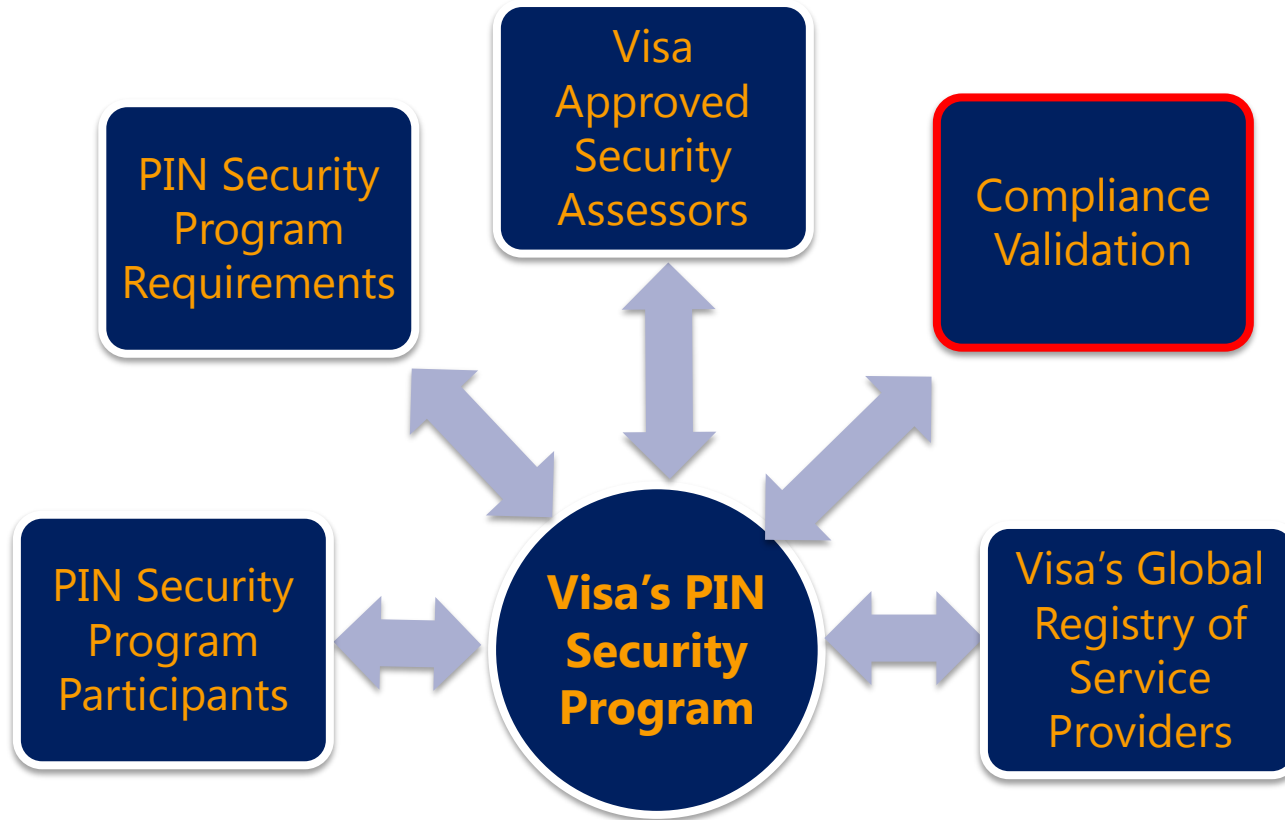 Visa
Approved
Security
Assessors
PIN Security
Program
Requirements
Compliance
Validation
PIN Security
Program
Participants
Visa’s PIN
Security
Program
Visa’s Global
Registry of
Service
Providers